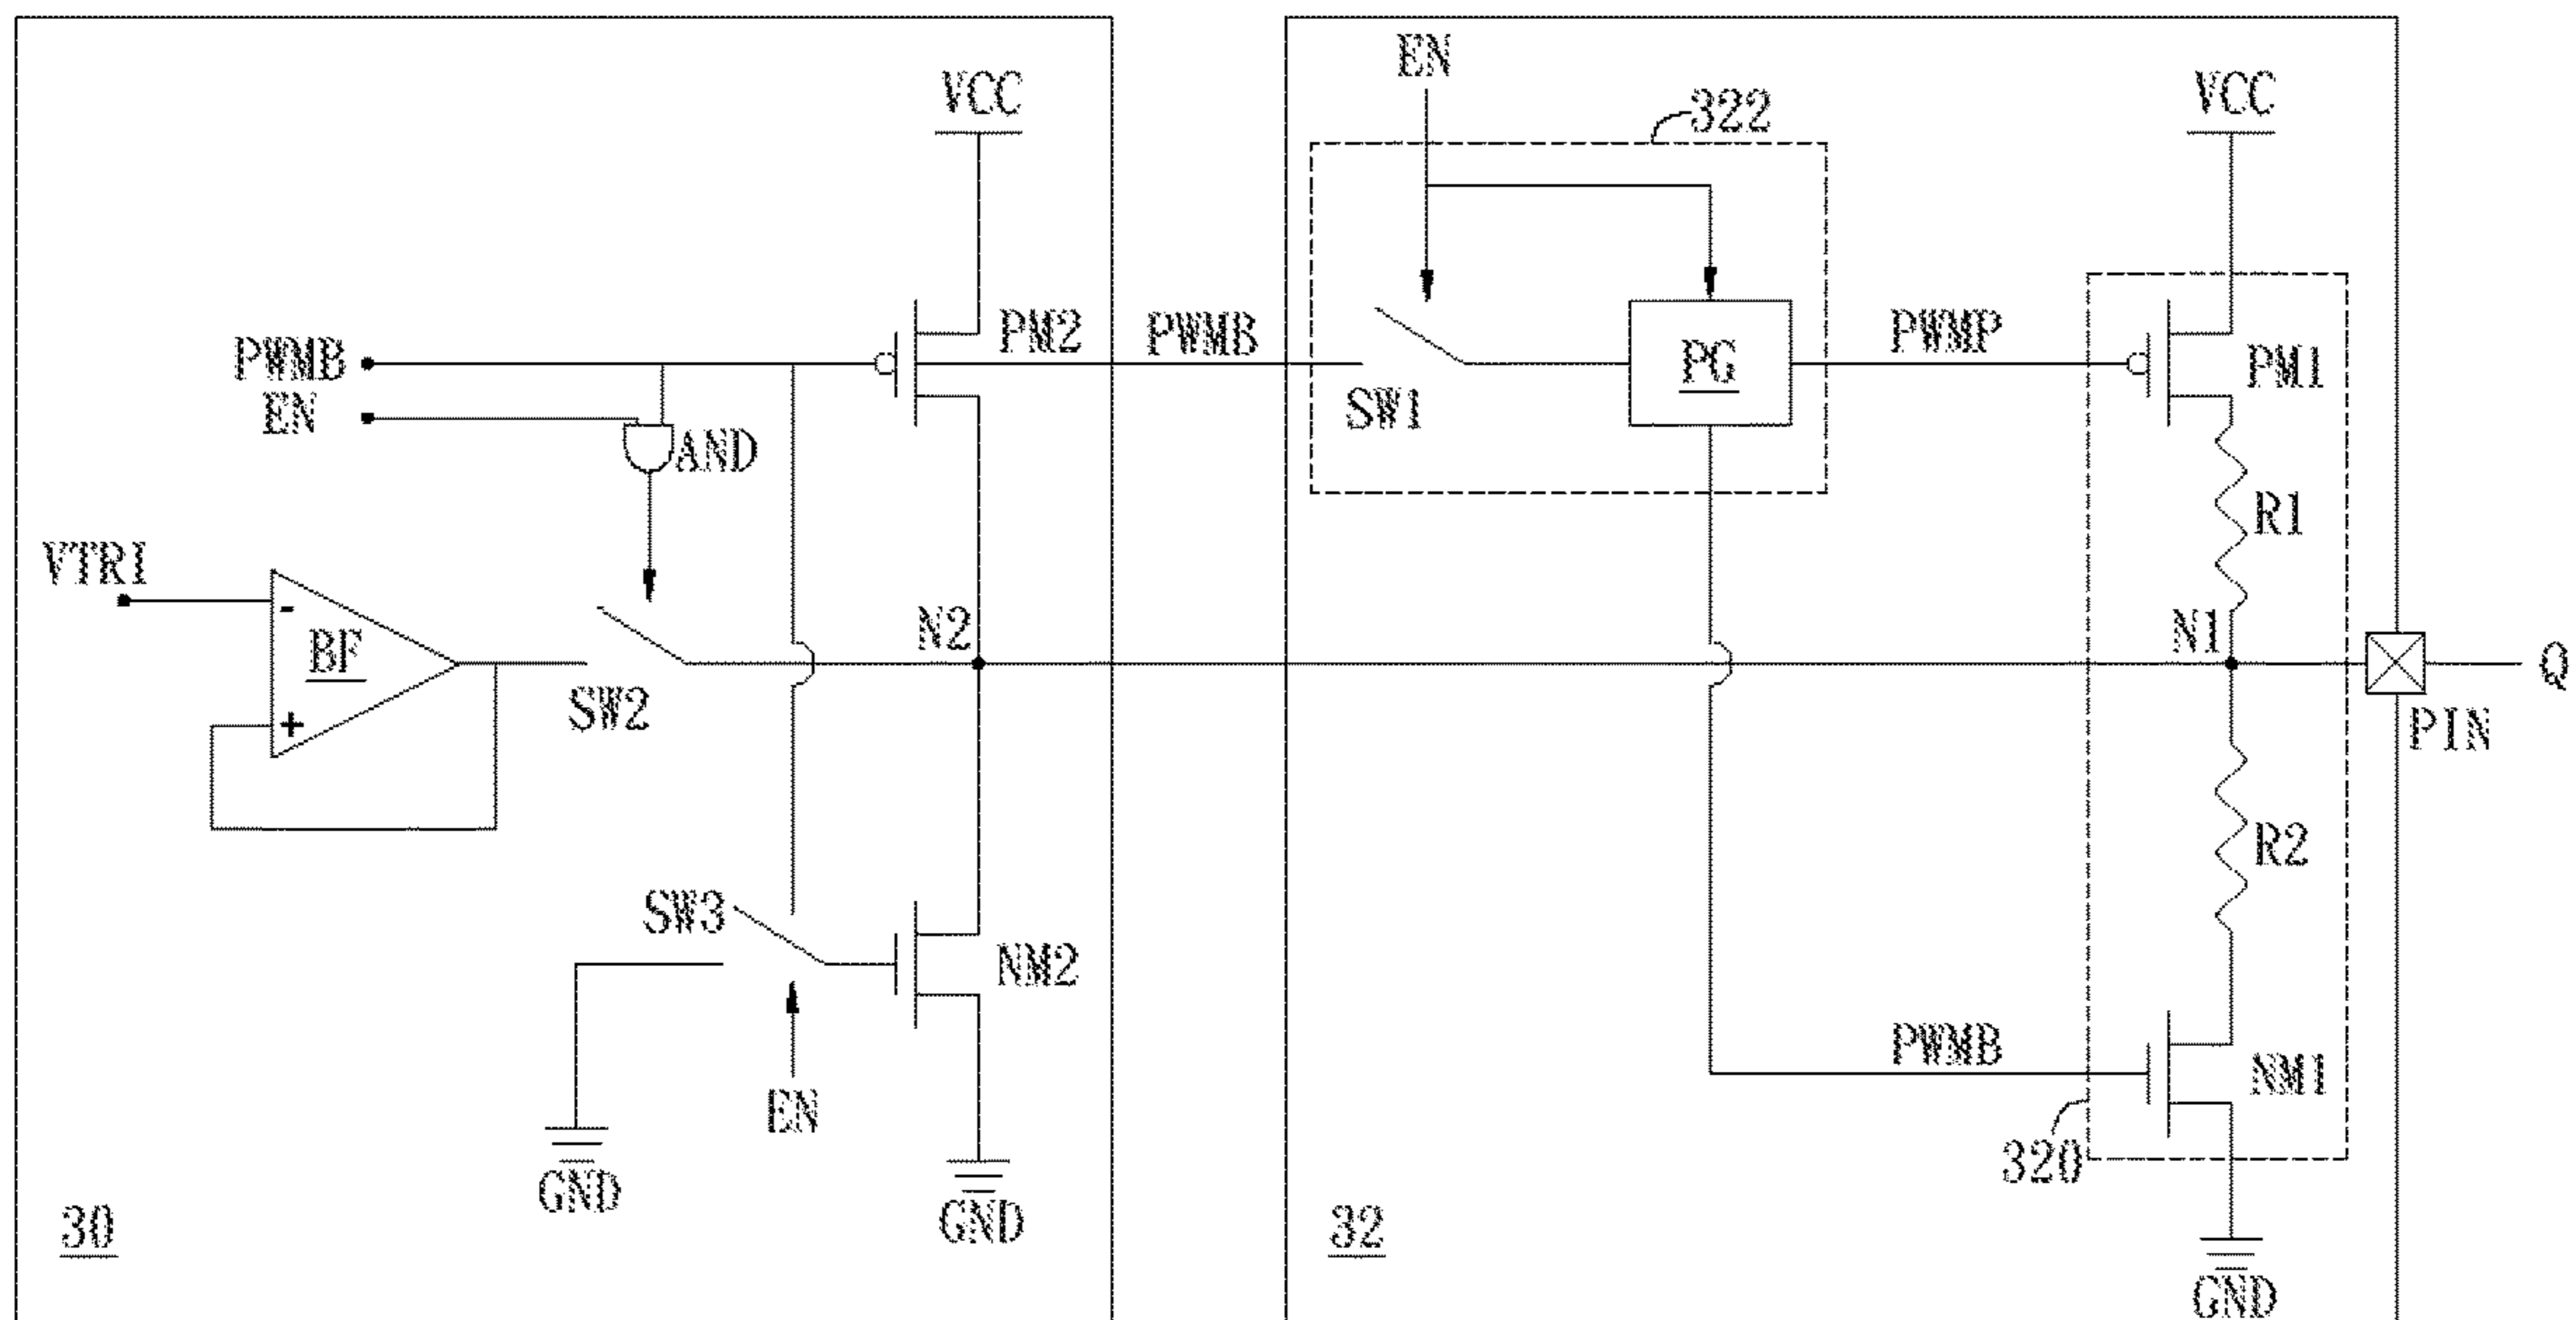 EN
VCC
VCC
322
PWMB
EN
AND
PM2
PWMB
SW1
PG
PWMP
PM1
R1
VTRI
-
BF
+
SW2
N2
N1
Q
PIN
R2
SW3
NM2
EN
GND
GND
PWMB
NM1
320
GND
30
32